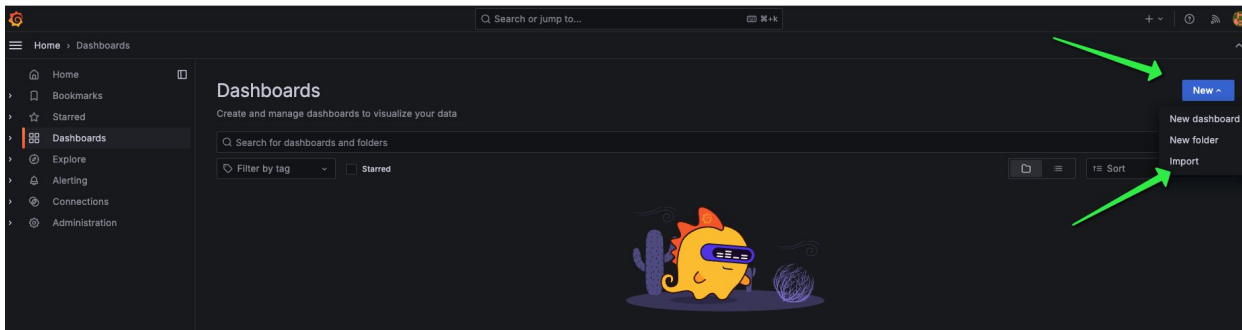 Search or jump to...
⌘+k
Home › Dashboards
Home
Bookmarks
Starred
Dashboards
Explore
Alerting
Connections
Administration
Dashboards
Create and manage dashboards to visualize your data
New
Search for dashboards and folders
Filter by tag
Starred
Sort
New dashboard
New folder
Import